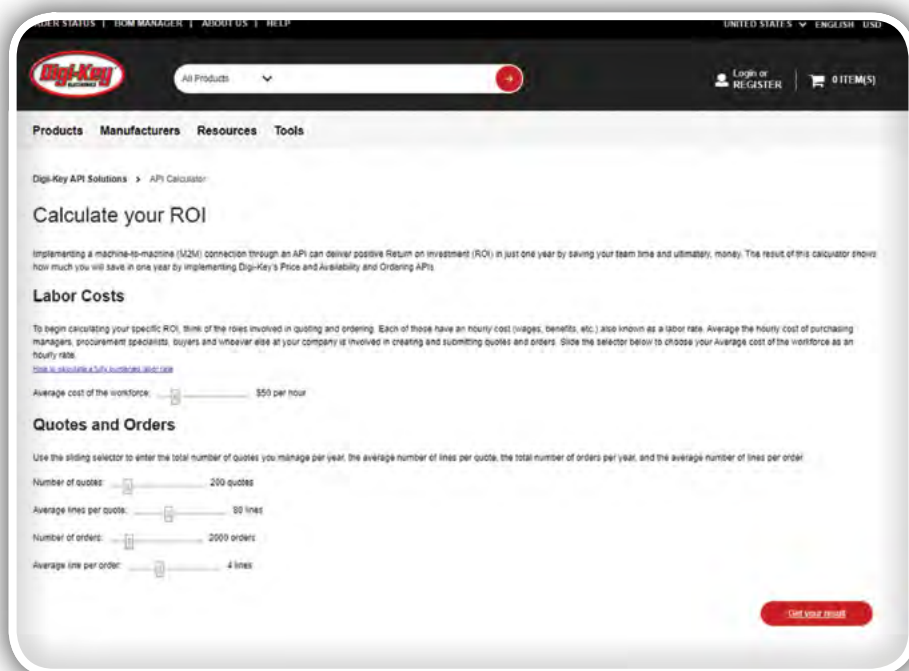 ORDER STATUS | BOM MANAGER | ABOUT US | HELP
UNITED STATES ENGLISH USD
Digi-Key
ELECTRONICS
All Products
Login or
REGISTER
0 ITEM(S)
Products Manufacturers Resources Tools
Digi-Key API Solutions > API Calculator
Calculate your ROI
Implementing a machine-to-machine (M2M) connection through an API can deliver positive Return on Investment (ROI) in just one year by saving your team time and ultimately, money. The result of this calculator shows
how much you will save in one year by implementing Digi-Key's Price and Availability and Ordering APIs
Labor Costs
To begin calculating your specific ROI, think of the roles involved in quoting and ordering. Each of those have an hourly cost (wages, benefits, etc.) also known as a labor rate. Average the hourly cost of purchasing
managers, procurement specialists, buyers and whoever else at your company is involved in creating and submitting quotes and orders. Slide the selector below to choose your Average cost of the workforce as an
hourly rate.
How to calculate a fully burdened labor rate
Average cost of the workforce: $50 per hour
Quotes and Orders
Use the sliding selector to enter the total number of quotes you manage per year, the average number of lines per quote, the total number of orders per year, and the average number of lines per order
Number of quotes: 200 quotes
Average lines per quote: 80 lines
Number of orders: 2000 orders
Average line per order: 4 lines
Get your result